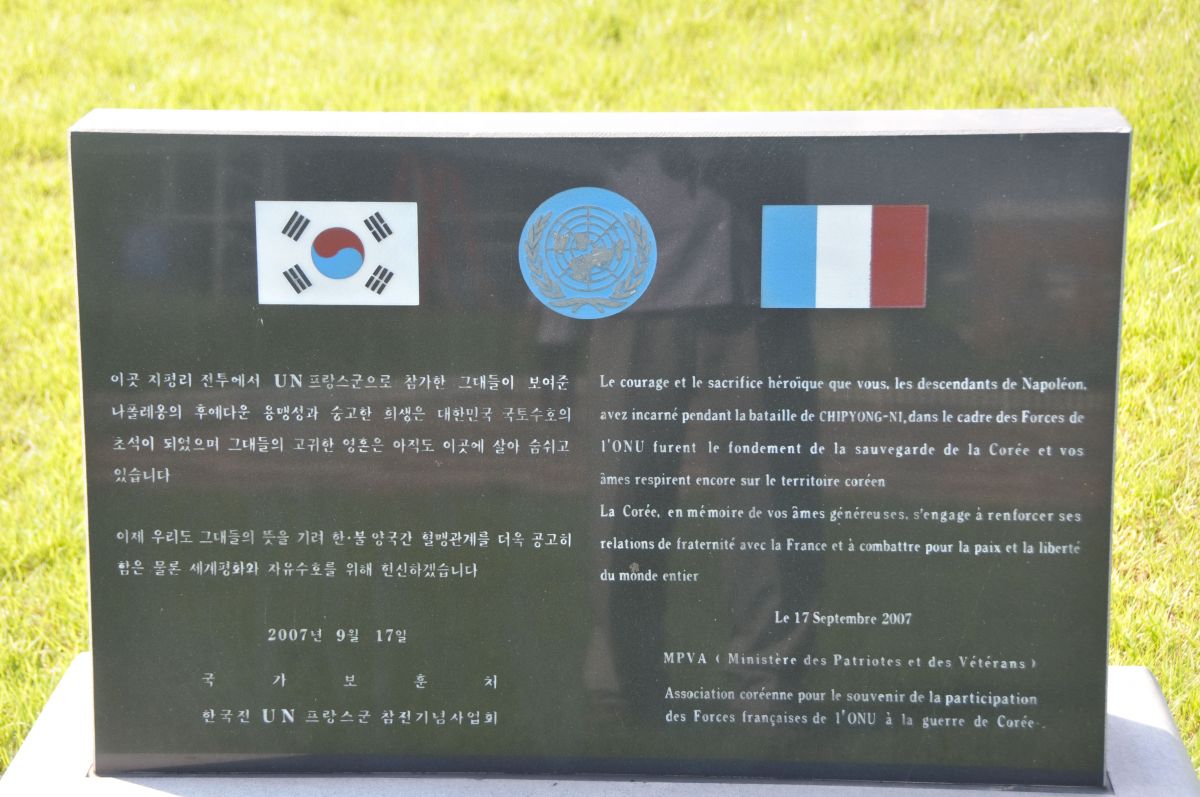 이곳 지평리 전투에서 UN 프랑스군으로 참가한 그대들이 보여준
나폴레옹의 후예다운 용맹성과 숭고한 희생은 대한민국 국토수호의
초석이 되었으며 그대들의 고귀한 영혼은 아직도 이곳에 살아 숨쉬고
있습니다
이제 우리도 그대들의 뜻을 기려 한·불 양국간 혈맹관계를 더욱 공고히
함은 물론 세계평화와 자유수호를 위해 헌신하겠습니다
2007년 9월 17일
국 가 보 훈 처
한국전 UN 프랑스군 참전기념사업회
Le courage et le sacrifice héroïque que vous, les descendants de Napoléon,
avez incarné pendant la bataille de CHIPYONG-NI, dans le cadre des Forces de
l'ONU furent le fondement de la sauvegarde de la Corée et vos
âmes respirent encore sur le territoire coréen
La Corée, en mémoire de vos âmes généreuses, s'engage à renforcer ses
relations de fraternité avec la France et à combattre pour la paix et la liberté
du monde entier
Le 17 Septembre 2007
MPVA ( Ministère des Patriotes et des Vétérans )
Association coréenne pour le souvenir de la participation
des Forces françaises de l'ONU à la guerre de Corée.